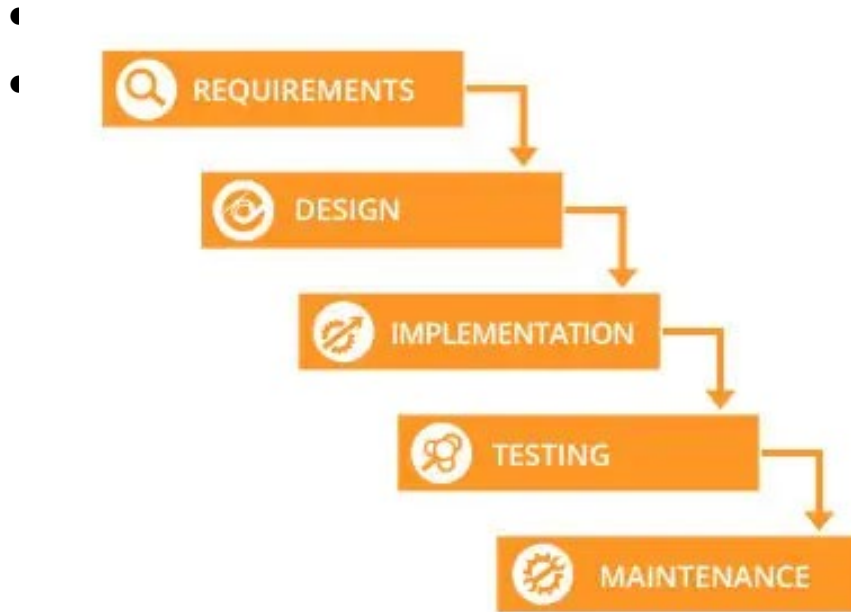 REQUIREMENTS
DESIGN
IMPLEMENTATION
TESTING
MAINTENANCE